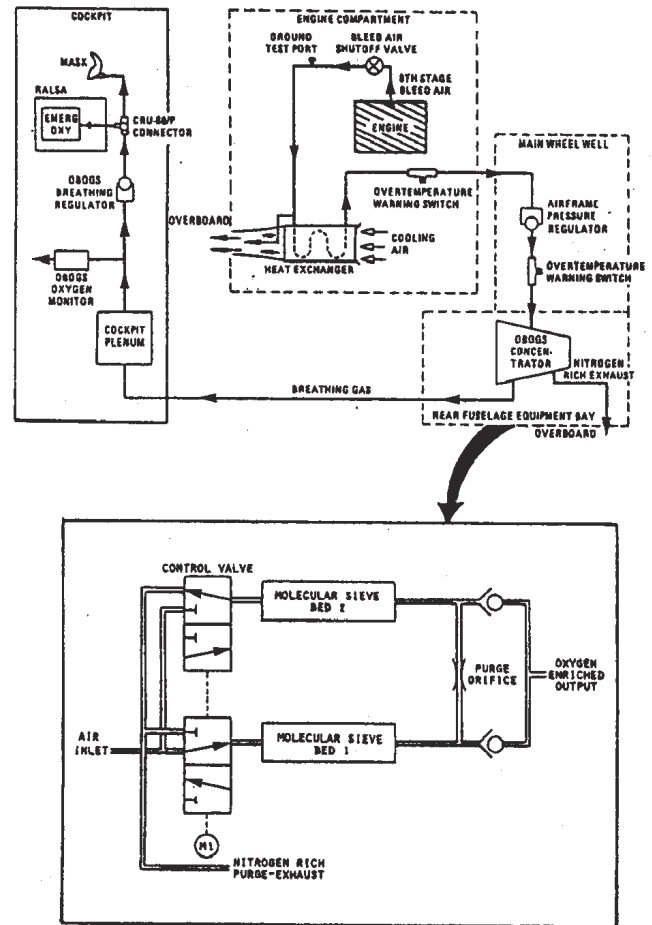 COCKPIT
MASK
RALSA
EMERG
OXY
CRU-60/P
CONNECTOR
OBOGS
BREATHING
REGULATOR
OBOGS
OXYGEN
MONITOR
COCKPIT
PLENUM
ENGINE COMPARTMENT
GROUND
TEST PORT
BLEED AIR
SHUTOFF VALVE
8TH STAGE
BLEED AIR
ENGINE
OVERTEMPERATURE
WARNING SWITCH
OVERBOARD
COOLING
AIR
HEAT EXCHANGER
MAIN WHEEL WELL
AIRFRAME
PRESSURE
REGULATOR
OVERTEMPERATURE
WARNING SWITCH
OBOGS
CONCEN-
TRATOR
NITROGEN
RICH EXHAUST
BREATHING GAS
REAR FUSELAGE EQUIPMENT BAY
OVERBOARD
CONTROL VALVE
MOLECULAR SIEVE
BED 2
PURGE
ORIFICE
OXYGEN
ENRICHED
OUTPUT
AIR
INLET
MOLECULAR SIEVE
BED 1
M1
NITROGEN RICH
PURGE-EXHAUST